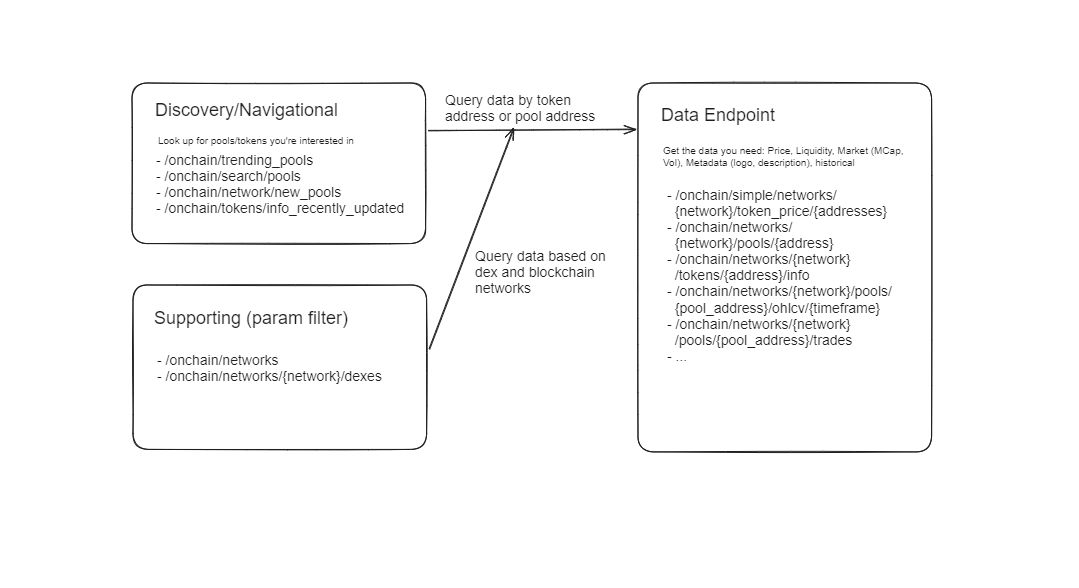 Discovery/Navigational
Look up for pools/tokens you're interested in
- /onchain/trending_pools
- /onchain/search/pools
- /onchain/network/new_pools
- /onchain/tokens/info_recently_updated
Query data by token
address or pool address
Supporting (param filter)
- /onchain/networks
- /onchain/networks/{network}/dexes
Query data based on
dex and blockchain
networks
Data Endpoint
Get the data you need: Price, Liquidity, Market (MCap,
Vol), Metadata (logo, description), historical
- /onchain/simple/networks/
{network}/token_price/{addresses}
- /onchain/networks/
{network}/pools/{address}
- /onchain/networks/{network}
/tokens/{address}/info
- /onchain/networks/{network}/pools/
{pool_address}/ohlcv/{timeframe}
- /onchain/networks/{network}
/pools/{pool_address}/trades
- ...